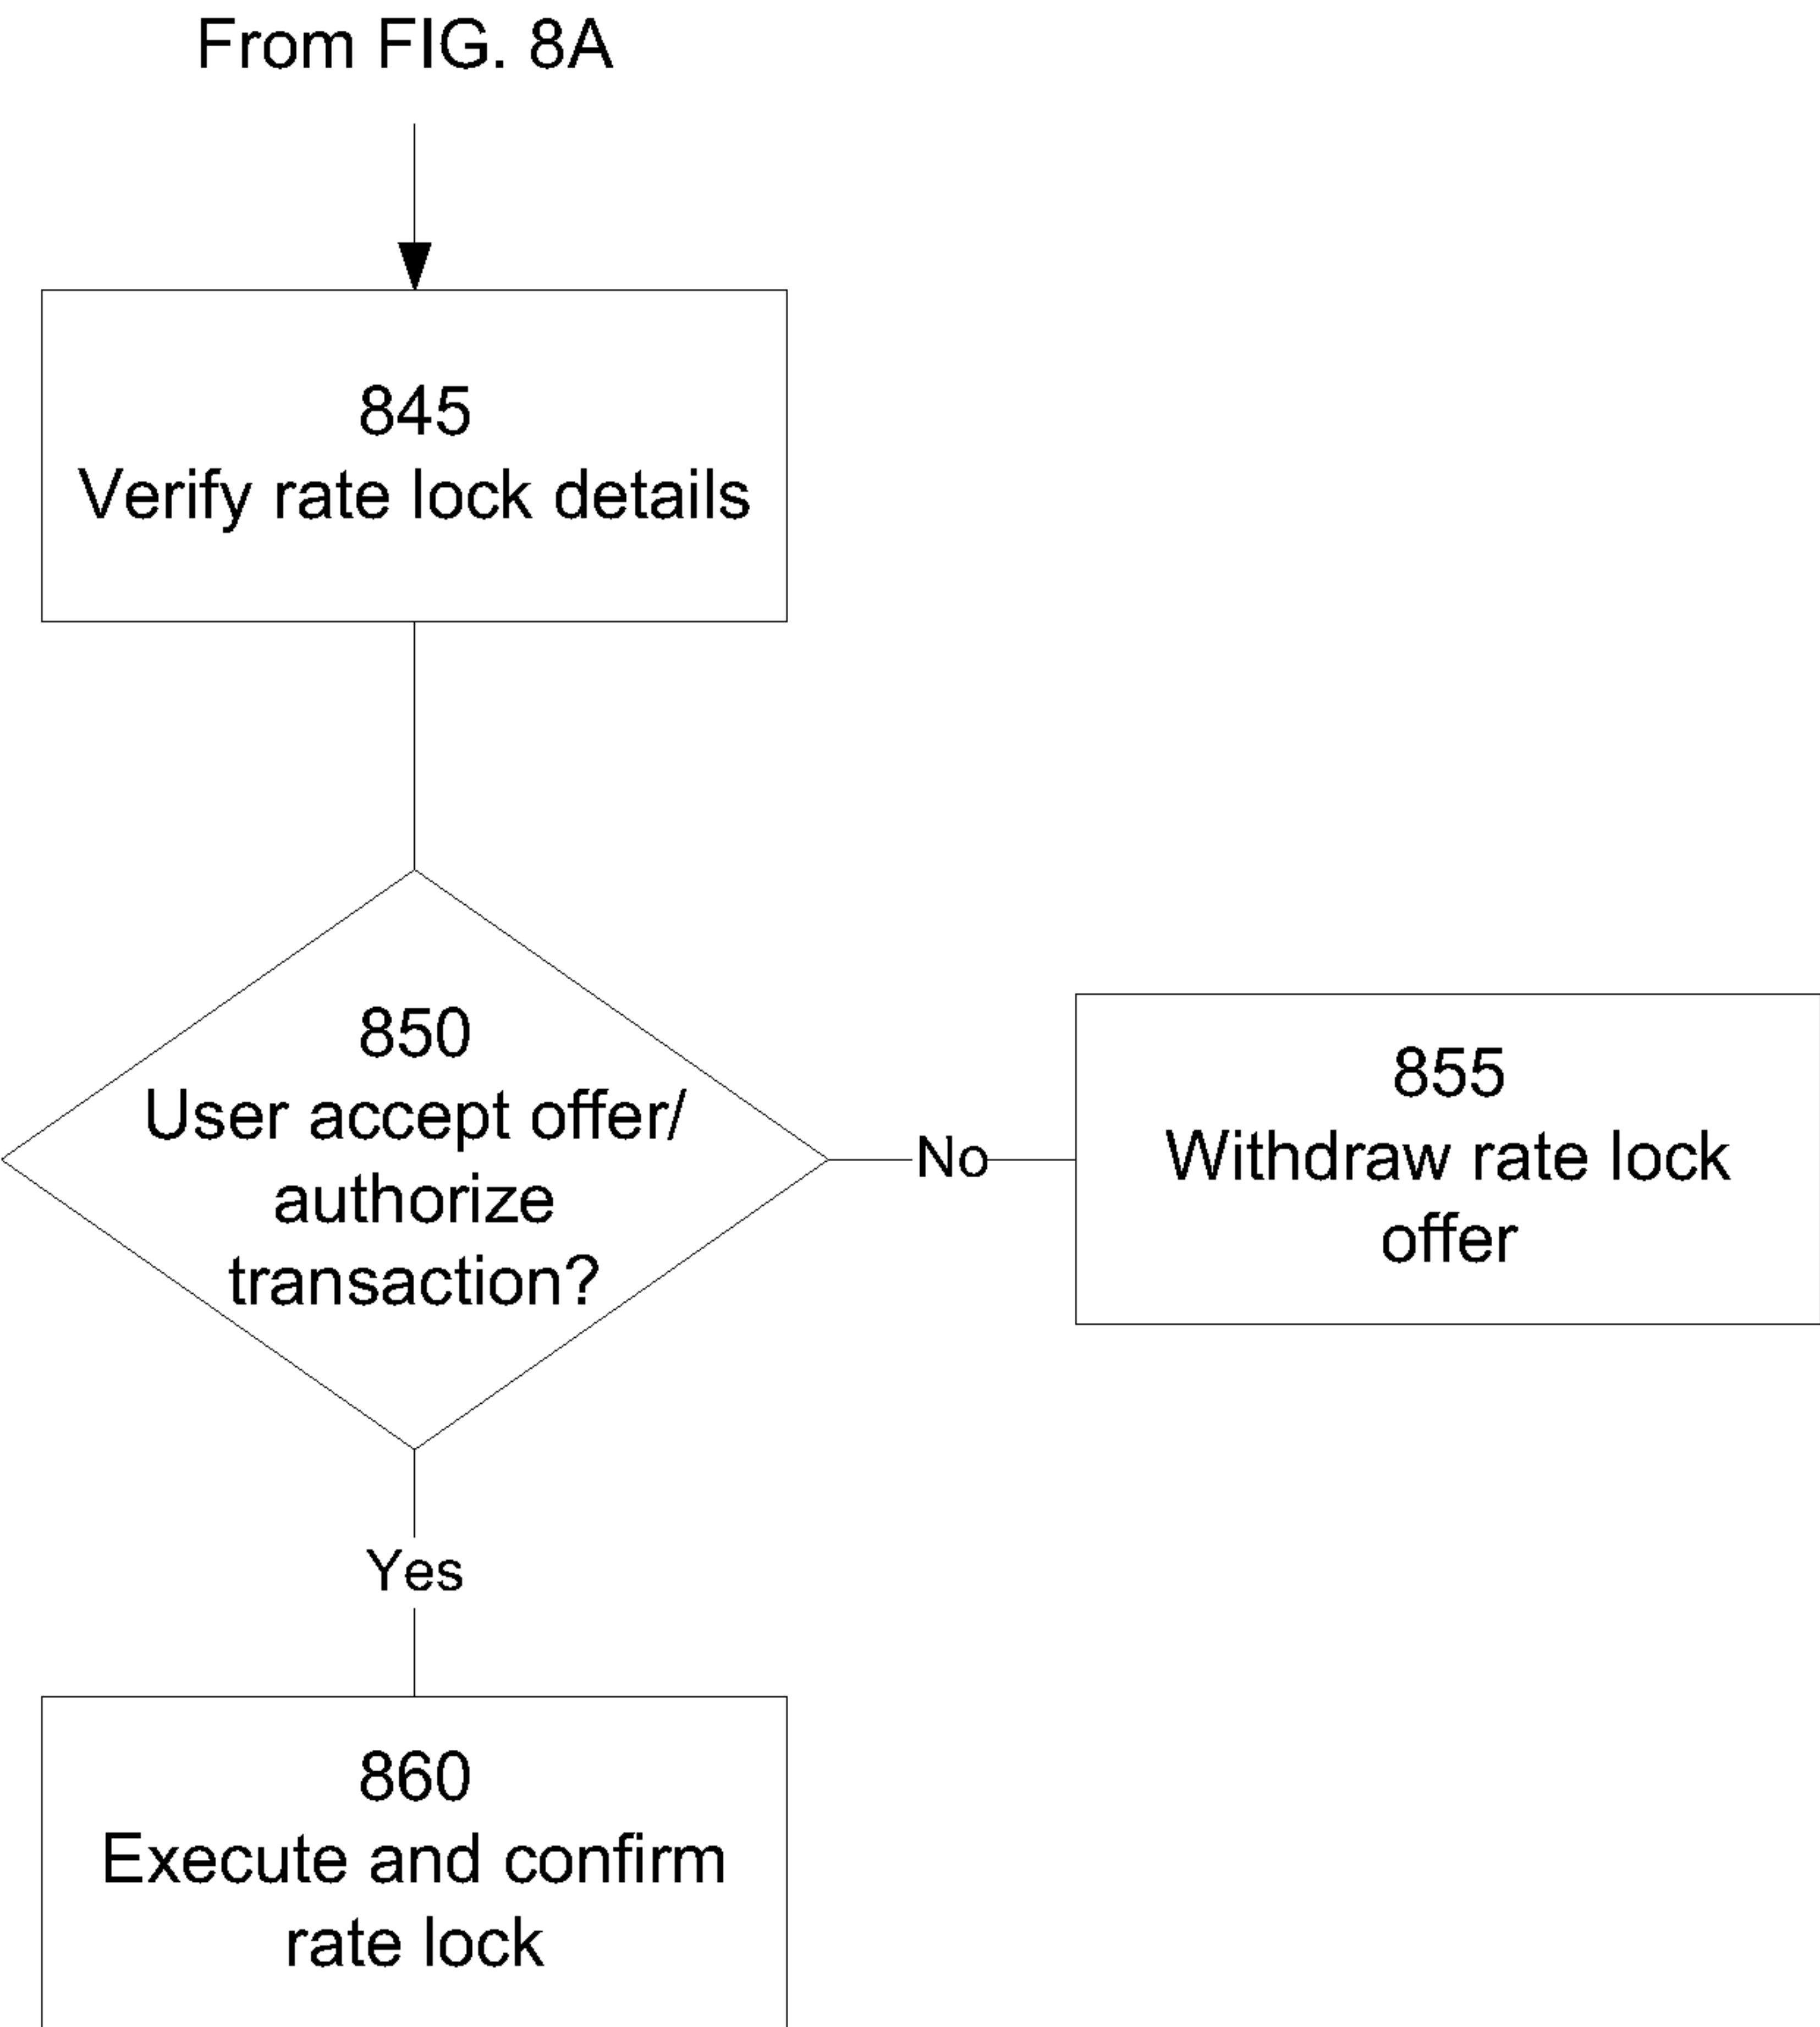 From FIG. 8A
845
Verify rate lock details
850
User accept offer/
authorize
transaction?
No
855
Withdraw rate lock
offer
Yes
860
Execute and confirm
rate lock